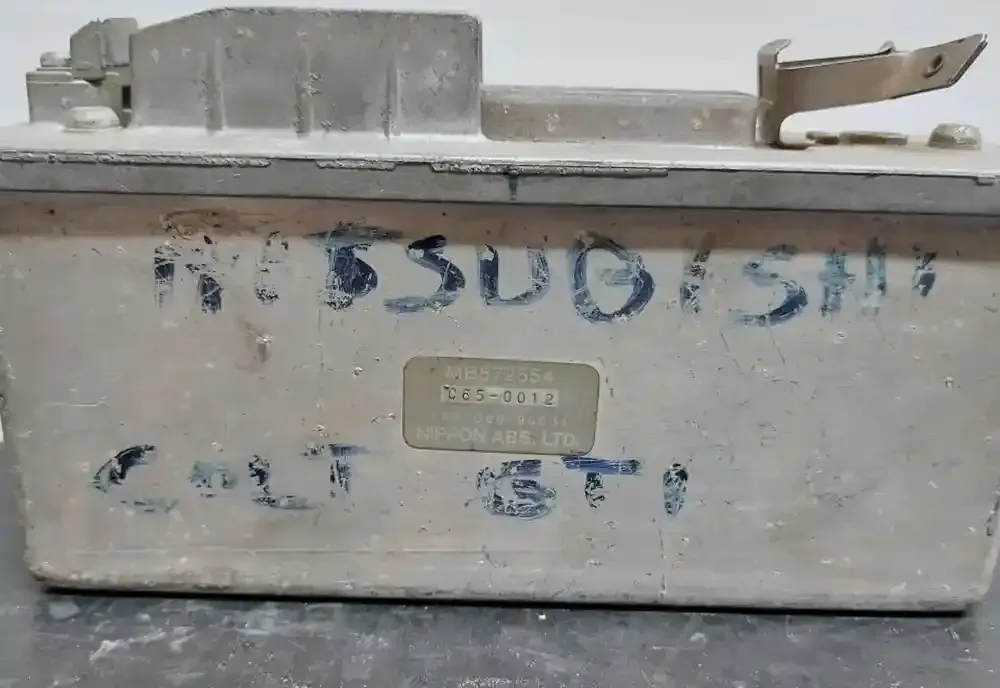 MITSUBISHI
MB572554
C65-0012
NIPPON ABS. LTD.
COLT GTI